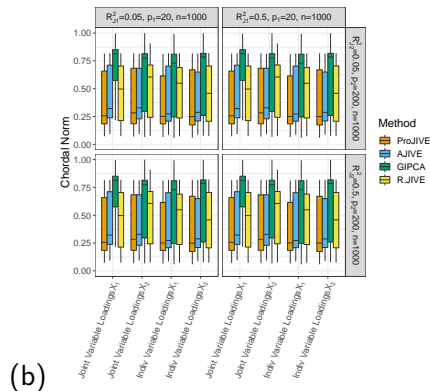 R²_J1=0.05, p₁=20, n=1000
R²_J1=0.5, p₁=20, n=1000
Chordal Norm
1.00
0.75
0.50
0.25
0.00
R²_J2=0.05, p₂=200, n=1000
1.00
0.75
0.50
0.25
0.00
R²_J2=0.5, p₂=200, n=1000
Joint Variable Loadings.X₁
Joint Variable Loadings.X₂
Indiv Variable Loadings.X₁
Indiv Variable Loadings.X₂
Joint Variable Loadings.X₁
Joint Variable Loadings.X₂
Indiv Variable Loadings.X₁
Indiv Variable Loadings.X₂
Method
ProJIVE
AJIVE
GIPCA
R.JIVE
(b)